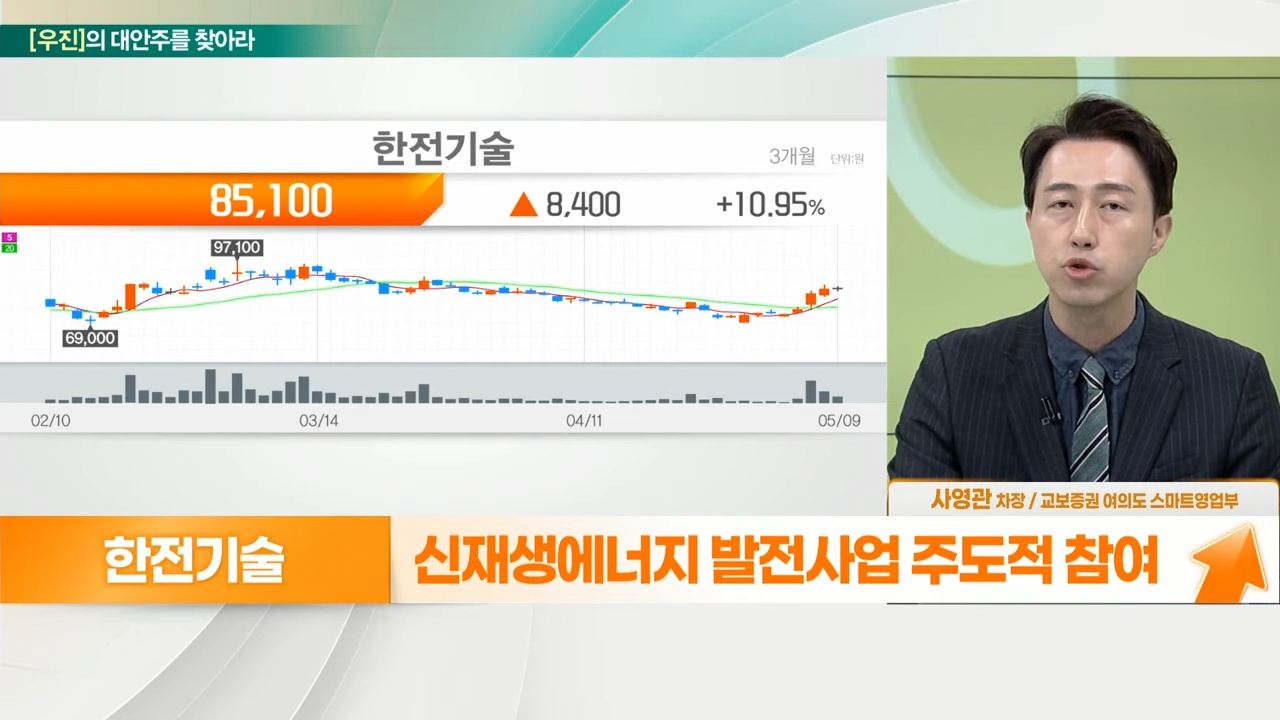 [우진]의 대안주를 찾아라
한전기술
3개월 단위:원
85,100 ▲ 8,400 +10.95%
5
20
97,100
69,000
02/10 03/14 04/11 05/09
사영관 차장 / 교보증권 여의도 스마트영업부
한전기술 신재생에너지 발전사업 주도적 참여